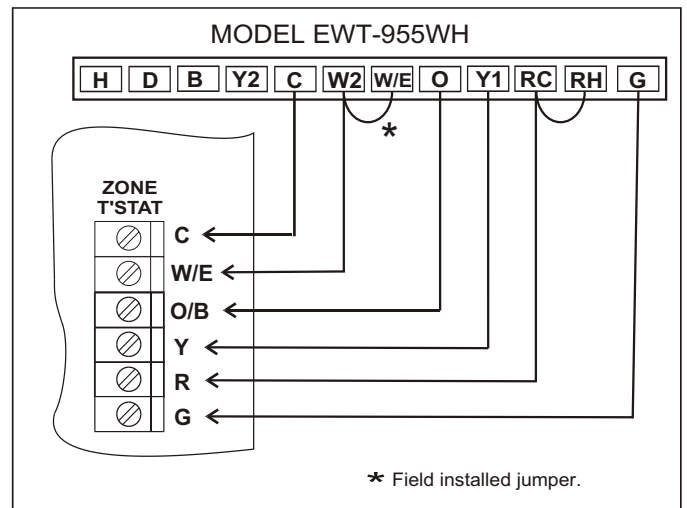 MODEL EWT-955WH
H D B Y2 C W2 W/E O Y1 RC RH G
*
ZONE
T'STAT
C
W/E
O/B
Y
R
G
* Field installed jumper.